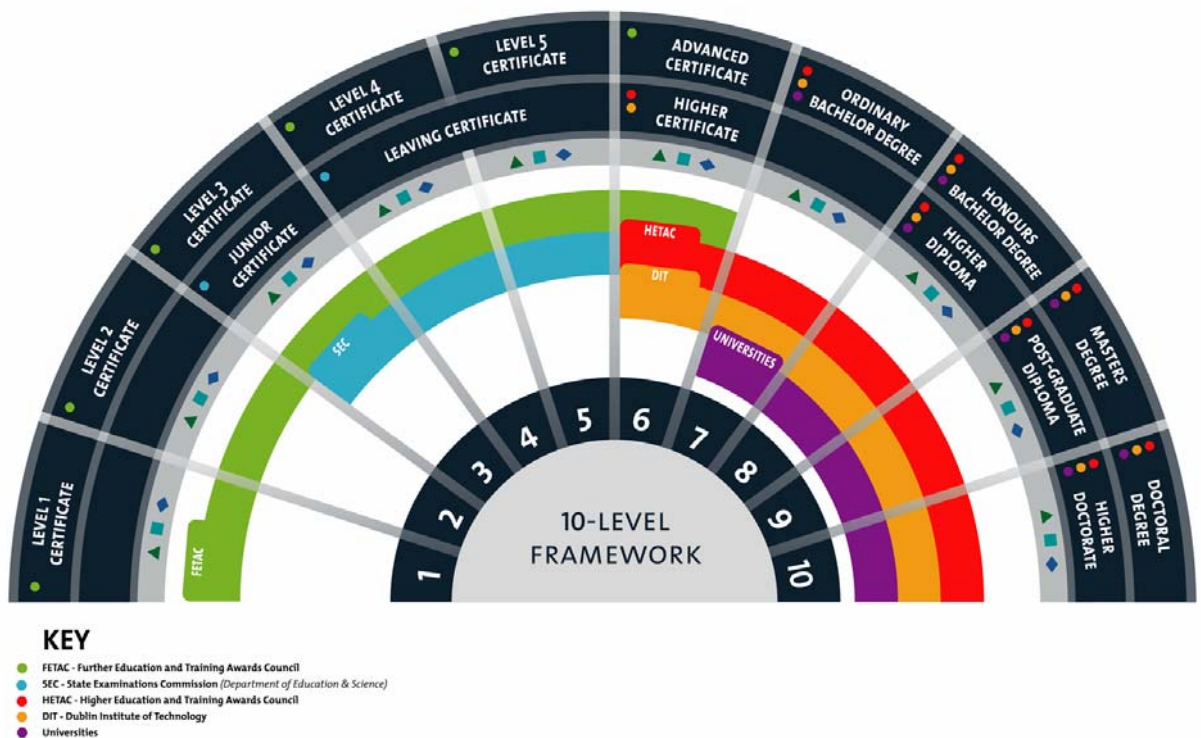 LEVEL 1
CERTIFICATE
LEVEL 2
CERTIFICATE
LEVEL 3
CERTIFICATE
LEVEL 4
CERTIFICATE
LEVEL 5
CERTIFICATE
ADVANCED
CERTIFICATE
ORDINARY
BACHELOR DEGREE
HONOURS
BACHELOR DEGREE
MASTERS
DEGREE
DOCTORAL
DEGREE
JUNIOR
CERTIFICATE
LEAVING CERTIFICATE
HIGHER
CERTIFICATE
HIGHER
DIPLOMA
POST-GRADUATE
DIPLOMA
HIGHER
DOCTORATE
FETAC
SEC
HETAC
DIT
UNIVERSITIES
1
2
3
4
5
6
7
8
9
10
10-LEVEL
FRAMEWORK
KEY
FETAC - Further Education and Training Awards Council
SEC - State Examinations Commission (Department of Education & Science)
HETAC - Higher Education and Training Awards Council
DIT - Dublin Institute of Technology
Universities